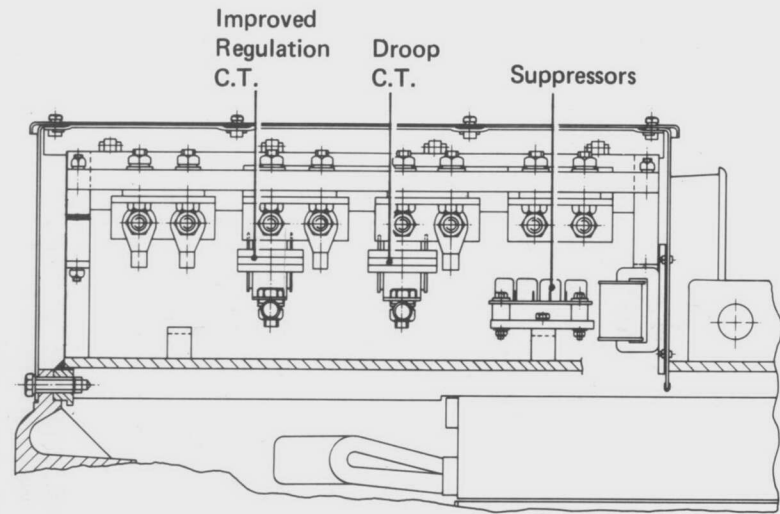 Improved
Regulation
C.T.
Droop
C.T.
Suppressors